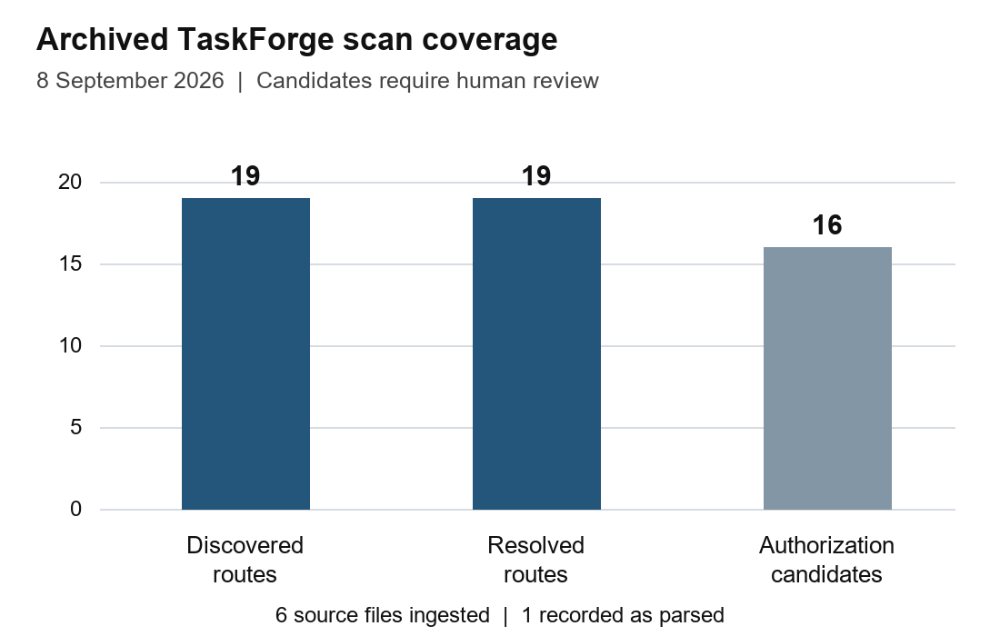 Archived TaskForge scan coverage
8 September 2026 | Candidates require human review
19
19
16
20
15
10
5
0
Discovered
routes
Resolved
routes
Authorization
candidates
6 source files ingested | 1 recorded as parsed